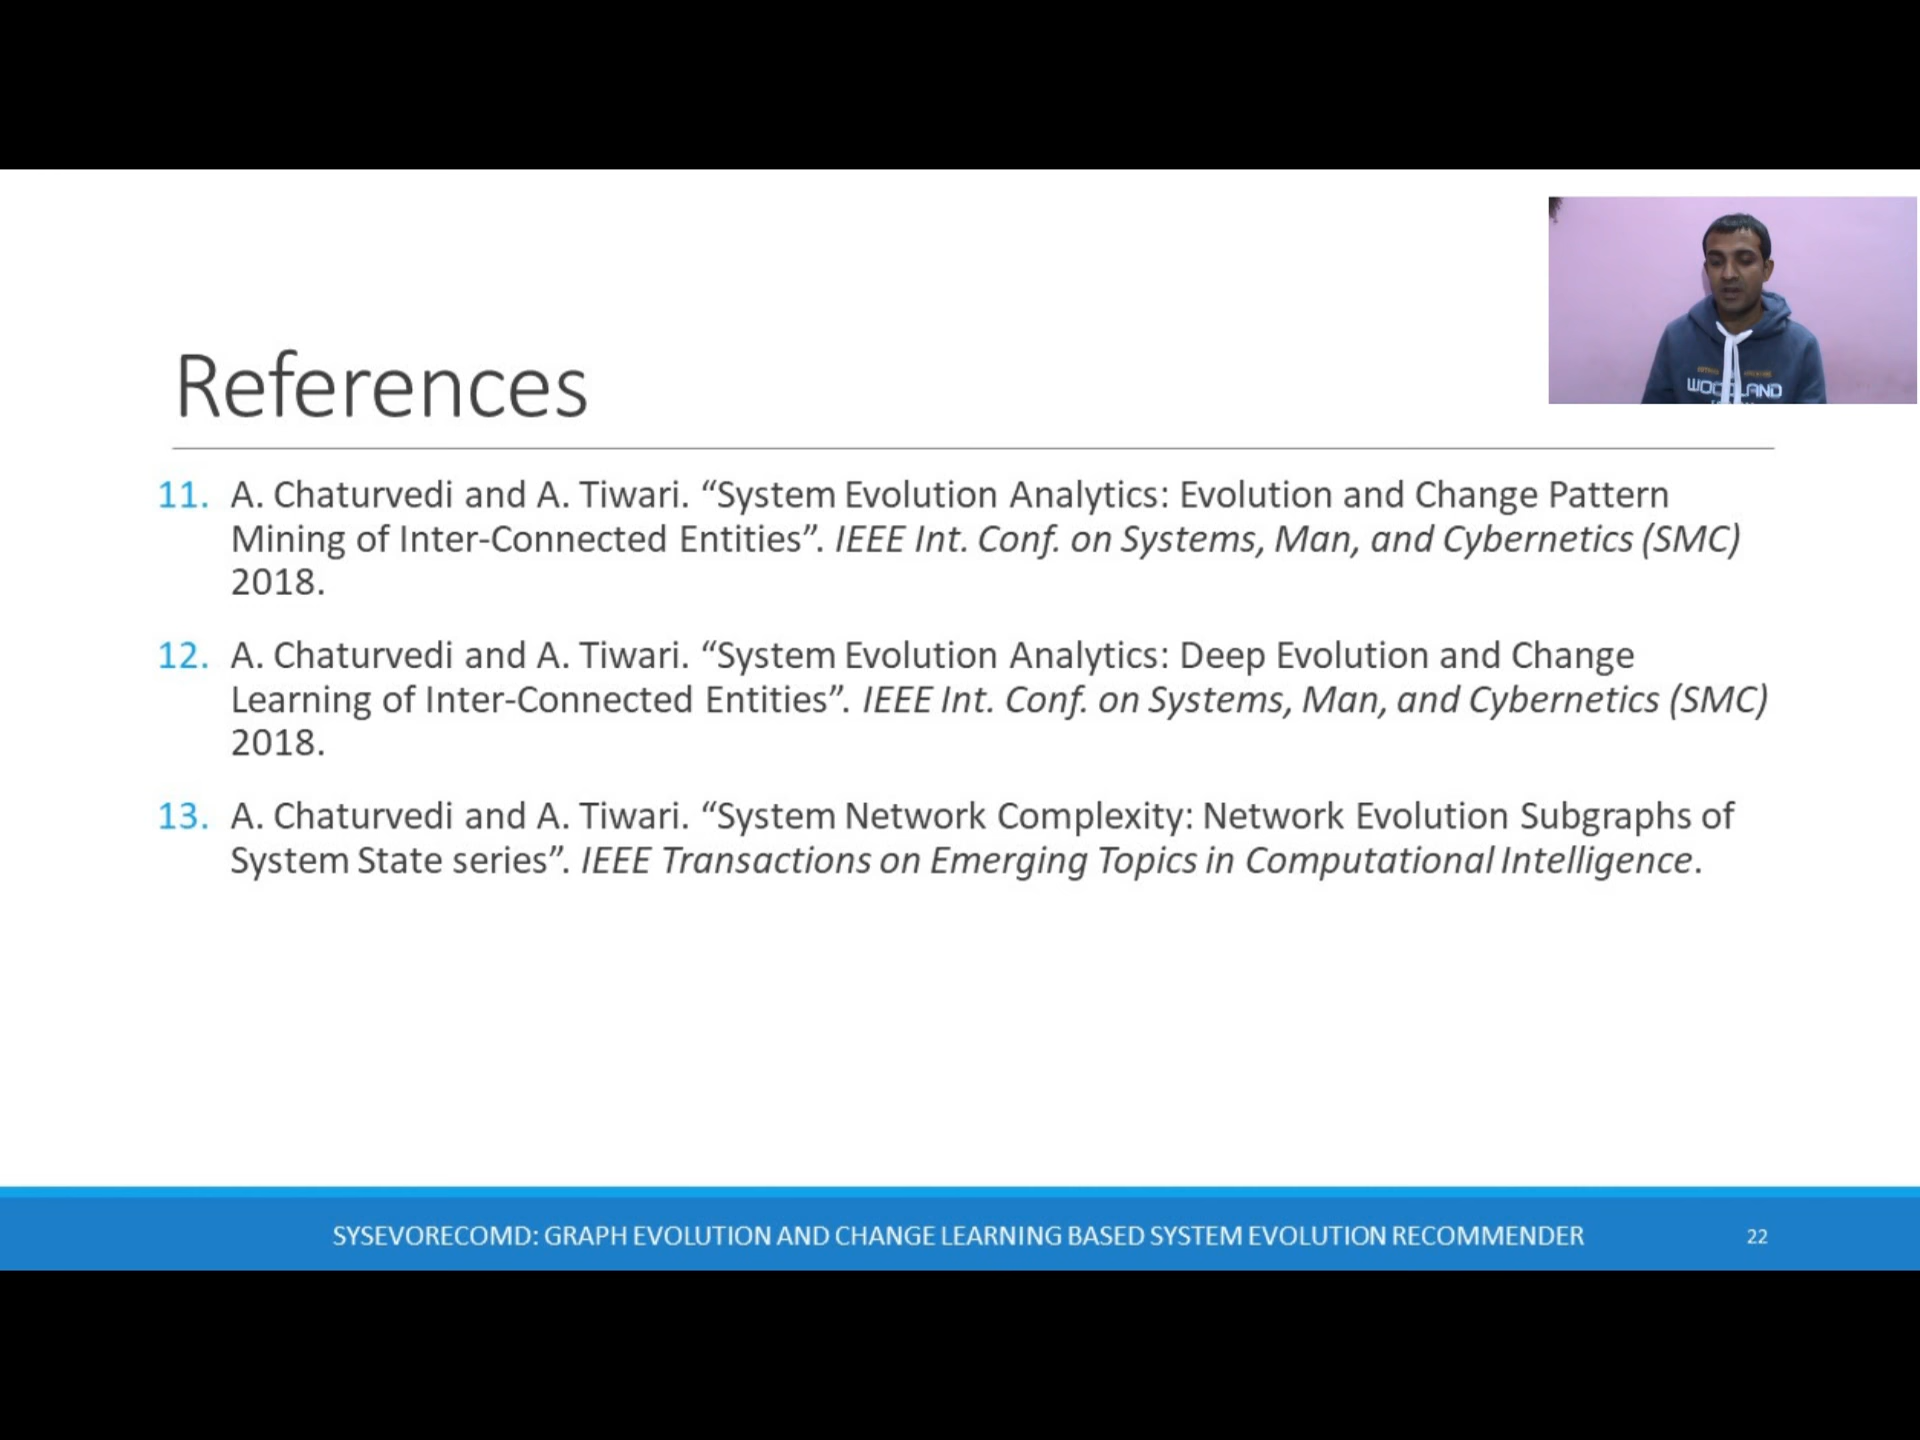 References
11. A. Chaturvedi and A. Tiwari. “System Evolution Analytics: Evolution and Change Pattern
Mining of Inter-Connected Entities”. IEEE Int. Conf. on Systems, Man, and Cybernetics (SMC)
2018.
12. A. Chaturvedi and A. Tiwari. “System Evolution Analytics: Deep Evolution and Change
Learning of Inter-Connected Entities”. IEEE Int. Conf. on Systems, Man, and Cybernetics (SMC)
2018.
13. A. Chaturvedi and A. Tiwari. “System Network Complexity: Network Evolution Subgraphs of
System State series”. IEEE Transactions on Emerging Topics in Computational Intelligence.
WOODLAND
SYSEVORECOMD: GRAPH EVOLUTION AND CHANGE LEARNING BASED SYSTEM EVOLUTION RECOMMENDER
22